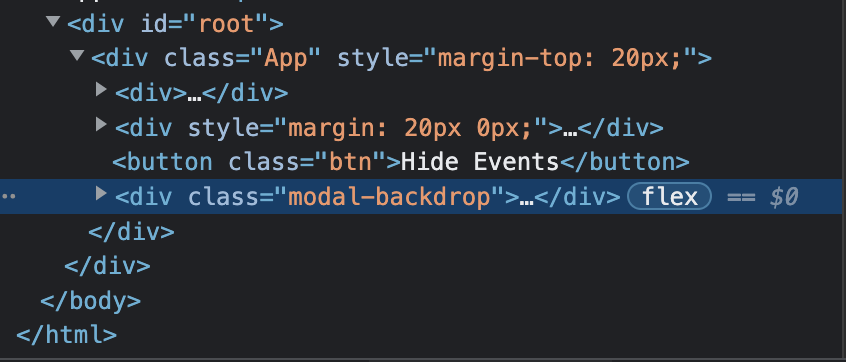 <div id="root">
<div class="App" style="margin-top: 20px;">
<div>…</div>
<div style="margin: 20px 0px;">…</div>
<button class="btn">Hide Events</button>
<div class="modal-backdrop">…</div> flex == $0
</div>
</div>
</body>
</html>